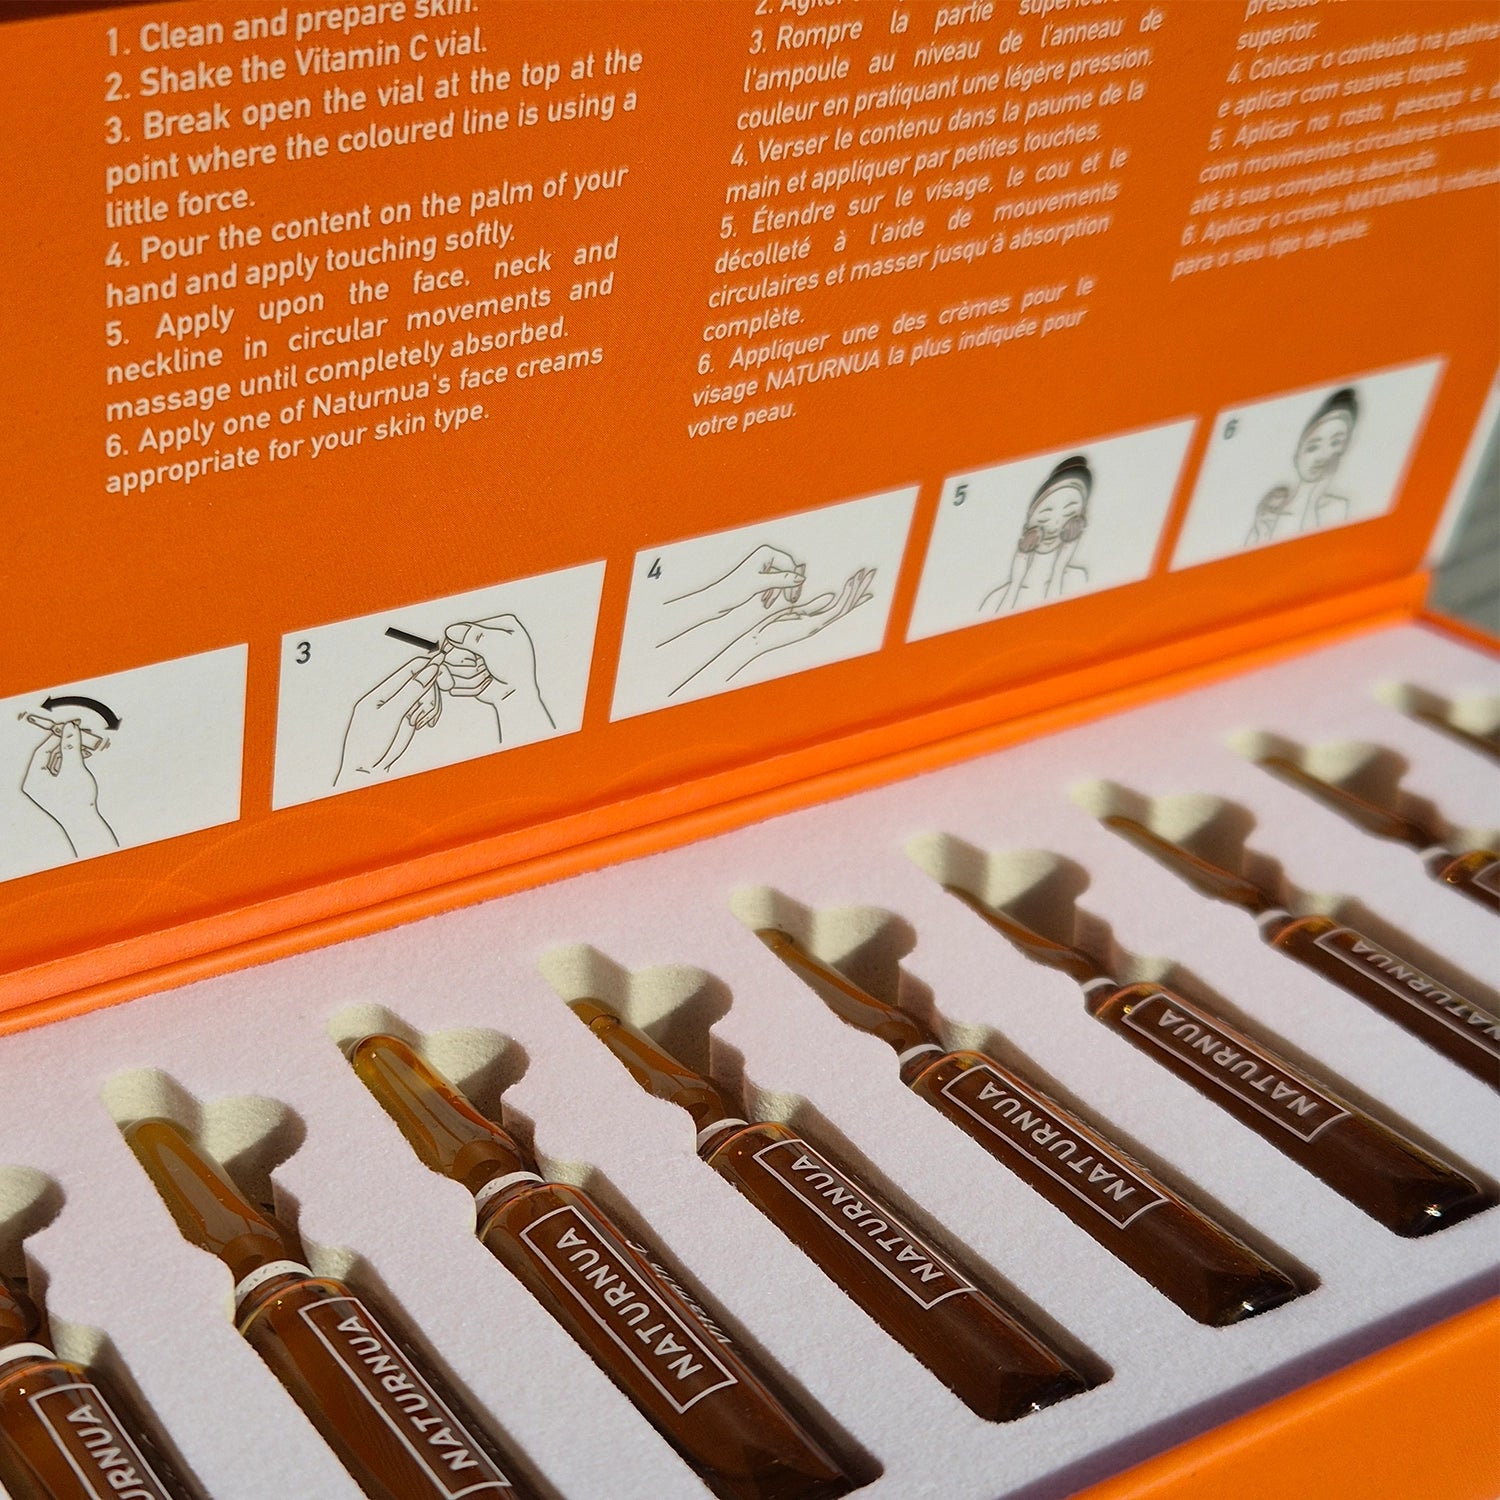 1. Clean and prepare skin.
2. Shake the Vitamin C vial.
3. Break open the vial at the top at the
point where the coloured line is using a
little force.
4. Pour the content on the palm of your
hand and apply touching softly.
5. Apply upon the face, neck and
neckline in circular movements and
massage until completely absorbed.
6. Apply one of Naturnua's face creams
appropriate for your skin type.
2. Agiter
3. Rompre la partie supérieure
l'ampoule au niveau de l'anneau de
couleur en pratiquant une légère pression.
4. Verser le contenu dans la paume de la
main et appliquer par petites touches.
5. Étendre sur le visage, le cou et le
décolleté à l'aide de mouvements
circulaires et masser jusqu'à absorption
complète.
6. Appliquer une des crèmes pour le
visage NATURNUA la plus indiquée pour
votre peau.
superior.
4. Colocar o conteúdo na palma
e aplicar com suaves toques.
5. Aplicar no rosto, pescoço e
com movimentos circulares e
até à sua completa absorção.
6. Aplicar o creme NATURNUA
para o seu tipo de pele.
3
4
5
6
NATURNUA
NATURNUA
NATURNUA
NATURNUA
NATURNUA
NATURNUA
URNUA